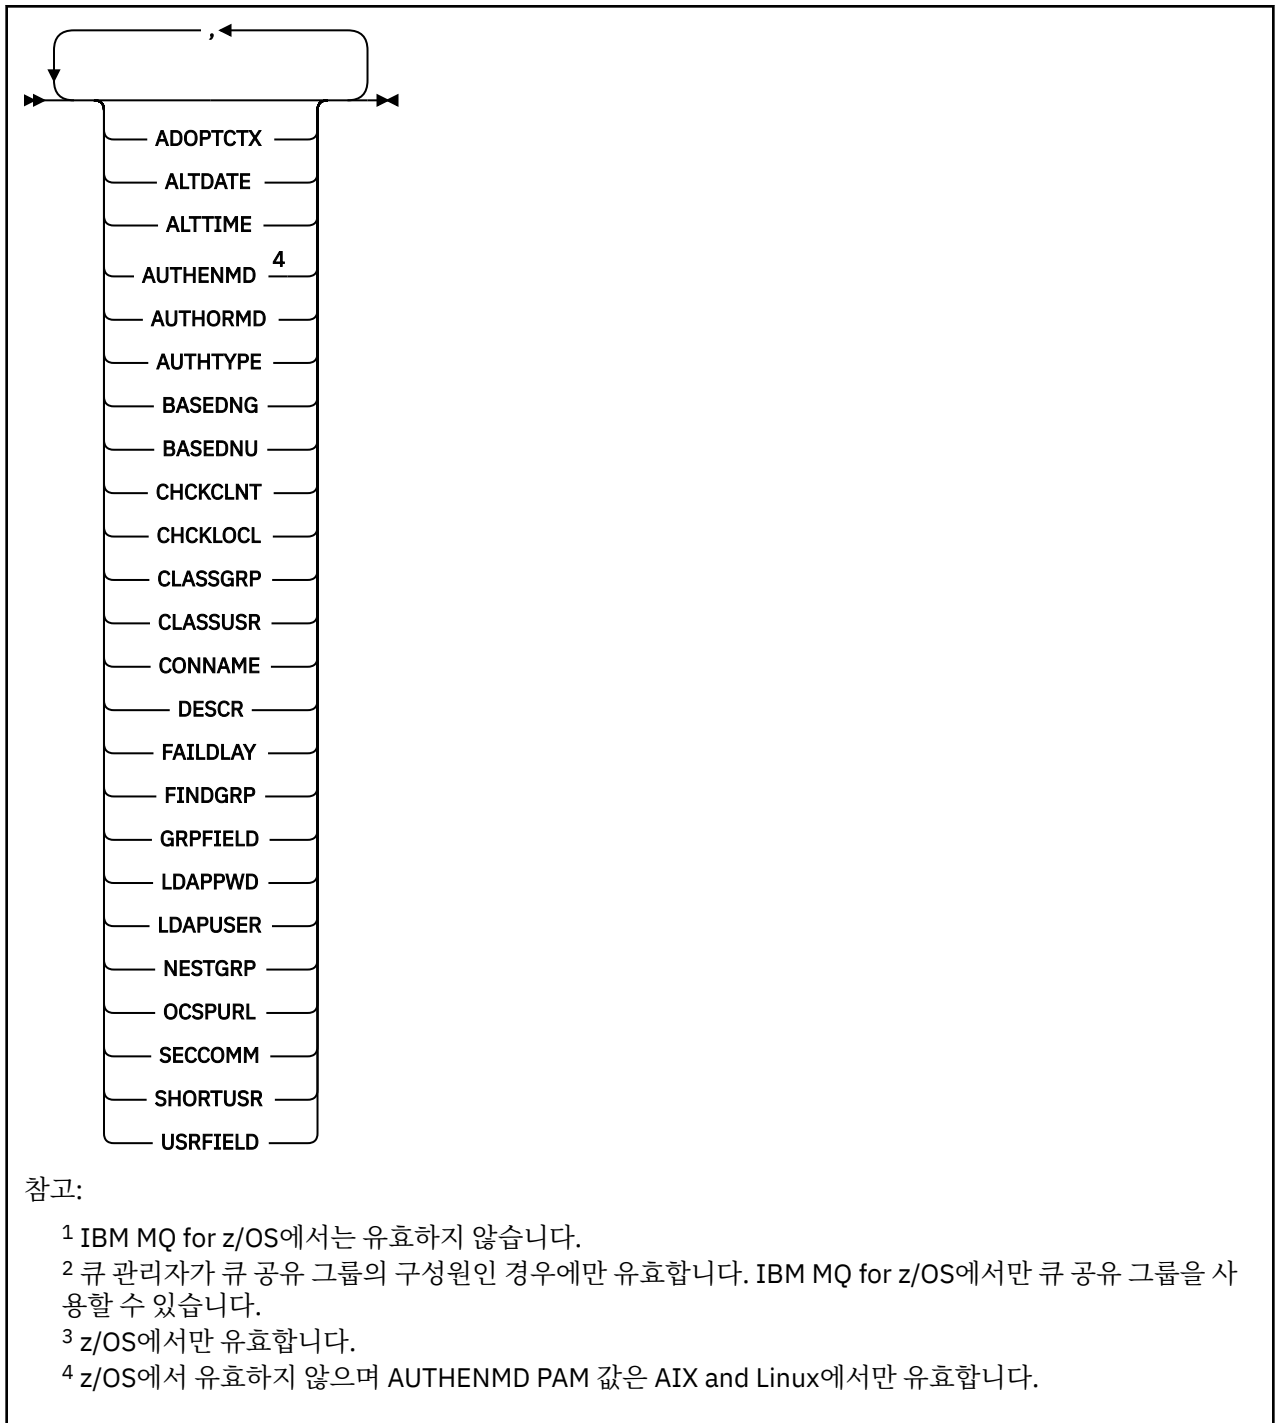 ,
ADOPTCTX
ALTDATE
ALTTIME
AUTHENMD 4
AUTHORMD
AUTHTYPE
BASEDNG
BASEDNU
CHCKCLNT
CHCKLOCL
CLASSGRP
CLASSUSR
CONNAME
DESCR
FAILDLAY
FINDGRP
GRPFIELD
LDAPPWD
LDAPUSER
NESTGRP
OCSPURL
SECCOMM
SHORTUSR
USRFIELD
참고:
1 IBM MQ for z/OS에서는 유효하지 않습니다.
2 큐 관리자가 큐 공유 그룹의 구성원인 경우에만 유효합니다. IBM MQ for z/OS에서만 큐 공유 그룹을 사
용할 수 있습니다.
3 z/OS에서만 유효합니다.
4 z/OS에서 유효하지 않으며 AUTHENMD PAM 값은 AIX and Linux에서만 유효합니다.